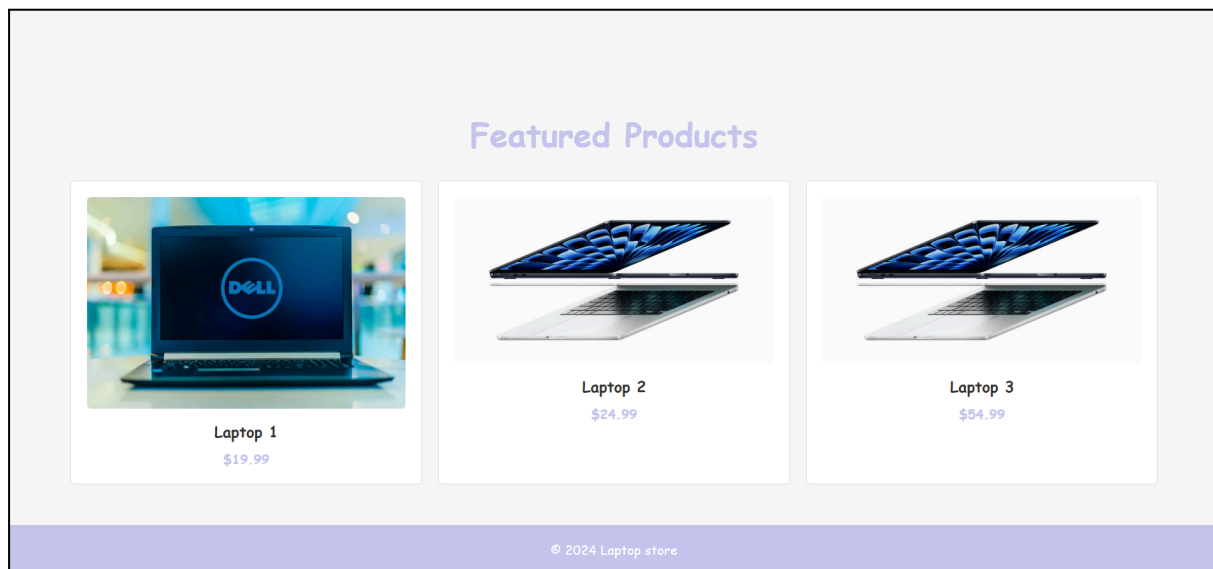 Featured Products
DELL
Laptop 1
$19.99
Laptop 2
$24.99
Laptop 3
$54.99
© 2024 Laptop store